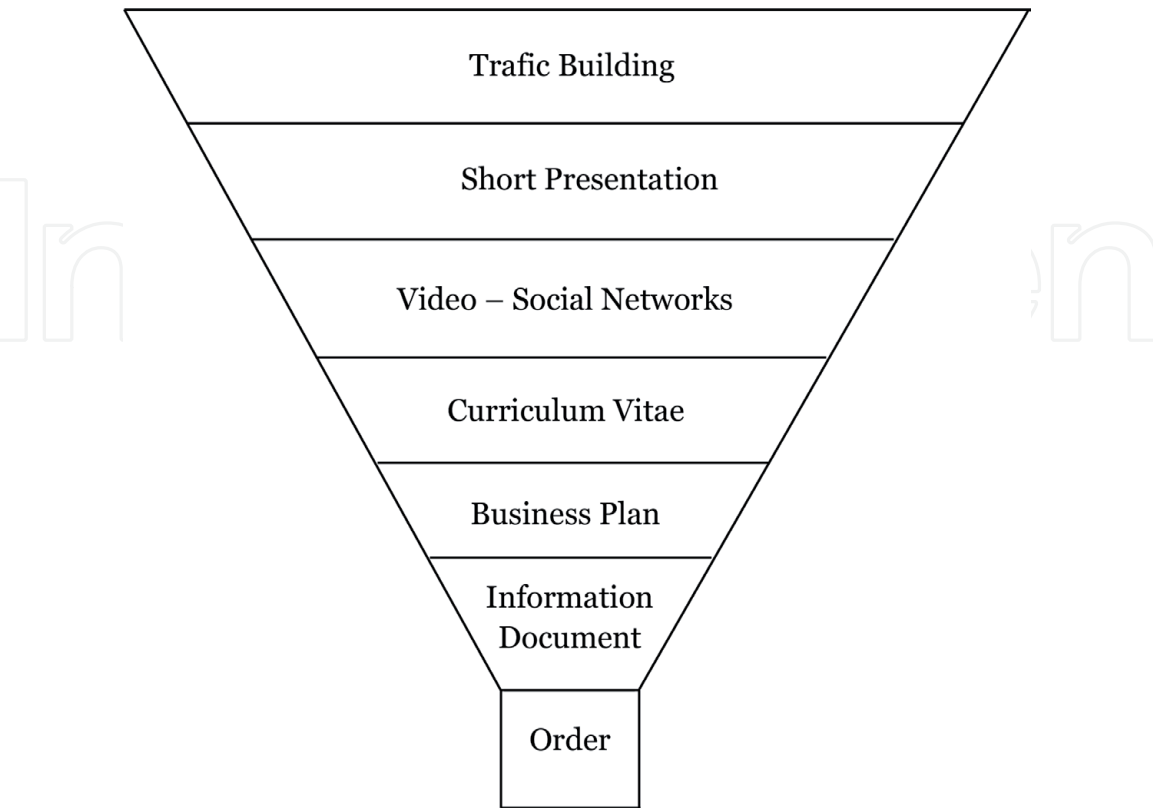 Trafic Building
Short Presentation
Video – Social Networks
Curriculum Vitae
Business Plan
Information
Document
Order